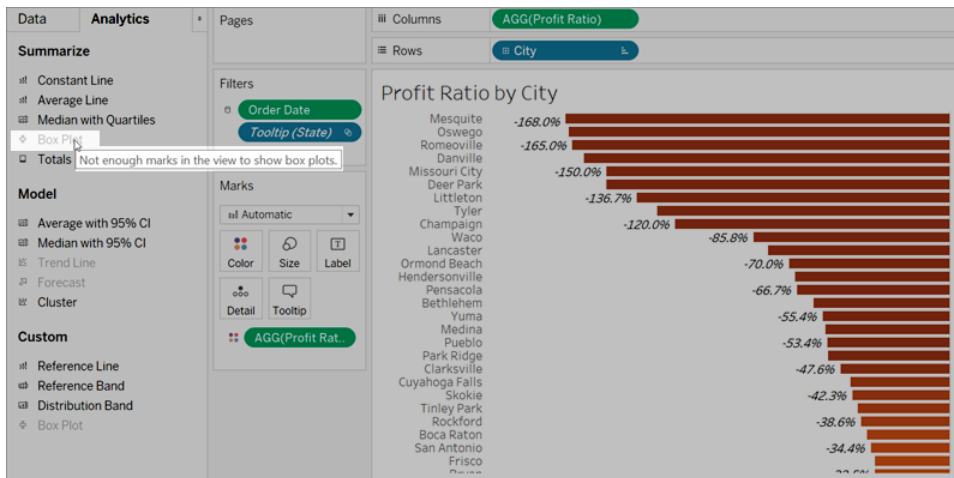 Data
Analytics
Summarize
Constant Line
Average Line
Median with Quartiles
Box Plot
Totals
Not enough marks in the view to show box plots.
Model
Average with 95% CI
Median with 95% CI
Trend Line
Forecast
Cluster
Custom
Reference Line
Reference Band
Distribution Band
Box Plot
Pages
Filters
Order Date
Tooltip (State)
Marks
Automatic
Color
Size
Label
Detail
Tooltip
AGG(Profit Rat..
Columns
AGG(Profit Ratio)
Rows
City
Profit Ratio by City
Mesquite -168.0%
Oswego
Romeoville -165.0%
Danville
Missouri City -150.0%
Deer Park
Littleton -136.7%
Tyler
Champaign -120.0%
Waco -85.8%
Lancaster
Ormond Beach -70.0%
Hendersonville
Pensacola -66.7%
Bethlehem
Yuma -55.4%
Medina
Pueblo -53.4%
Park Ridge
Clarksville -47.6%
Cuyahoga Falls
Skokie -42.3%
Tinley Park
Rockford -38.6%
Boca Raton
San Antonio -34.4%
Frisco